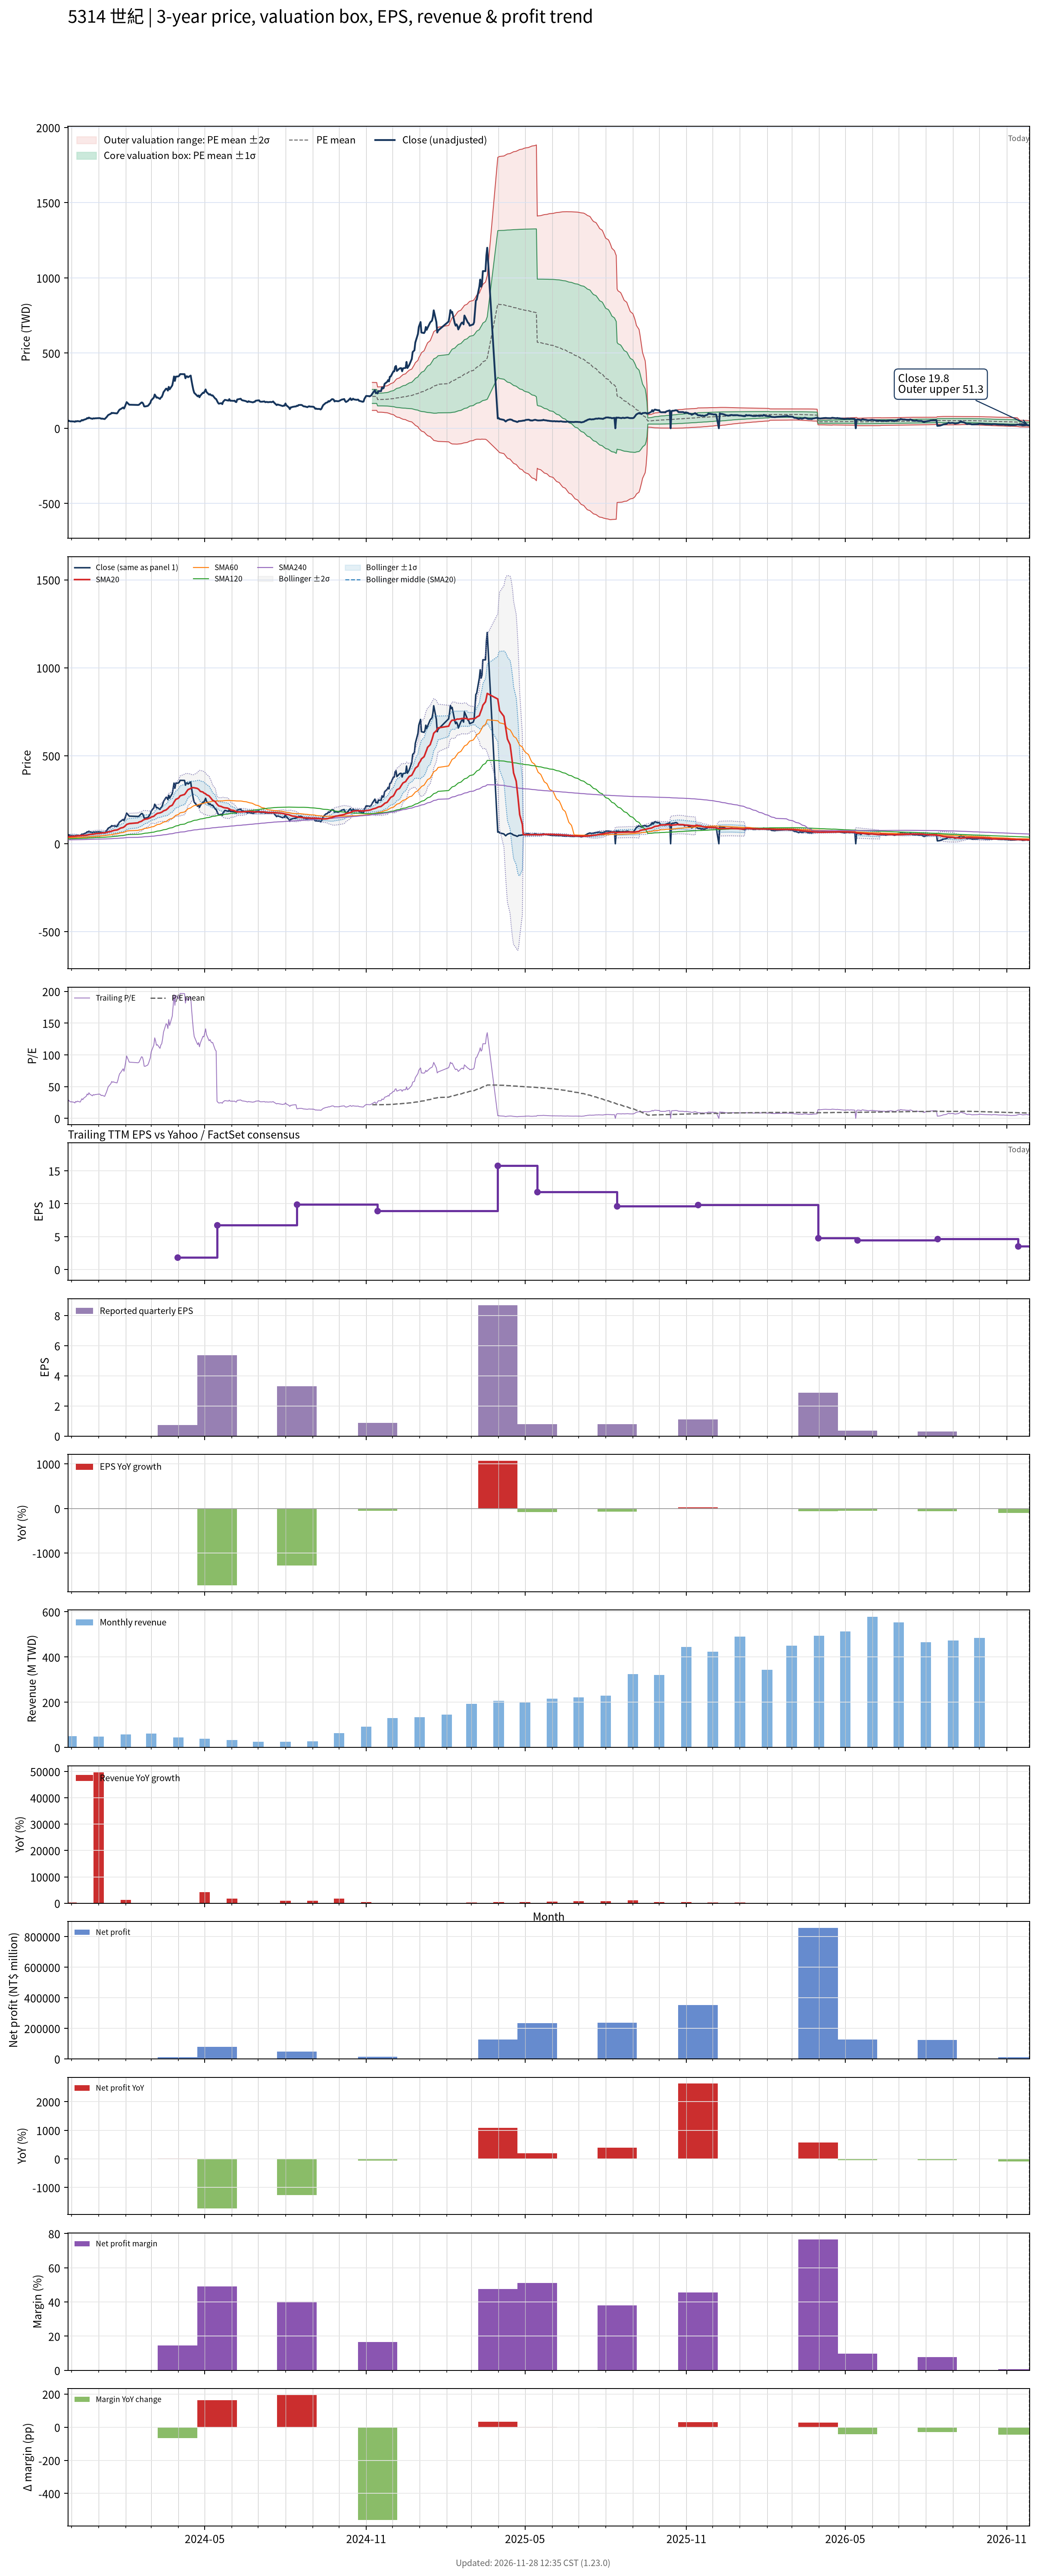 5314 世紀 | 3-year price, valuation box, EPS, revenue & profit trend
Outer valuation range: PE mean ±2σ
Core valuation box: PE mean ±1σ
PE mean
Close (unadjusted)
Today
Close 19.8
Outer upper 51.3
Price (TWD)
2000
1500
1000
500
0
-500
Close (same as panel 1)
SMA20
SMA60
SMA120
SMA240
Bollinger ±2σ
Bollinger ±1σ
Bollinger middle (SMA20)
Price
1500
1000
500
0
-500
Trailing P/E
P/E mean
P/E
200
150
100
50
0
Trailing TTM EPS vs Yahoo / FactSet consensus
Today
EPS
15
10
5
0
Reported quarterly EPS
EPS
8
6
4
2
0
EPS YoY growth
YoY (%)
1000
0
-1000
Monthly revenue
Revenue (M TWD)
600
400
200
0
Revenue YoY growth
YoY (%)
50000
40000
30000
20000
10000
0
Month
Net profit
Net profit (NT$ million)
800000
600000
400000
200000
0
Net profit YoY
YoY (%)
2000
1000
0
-1000
Net profit margin
Margin (%)
80
60
40
20
0
Margin YoY change
Δ margin (pp)
200
0
-200
-400
2024-05
2024-11
2025-05
2025-11
2026-05
2026-11
Updated: 2026-11-28 12:35 CST (1.23.0)